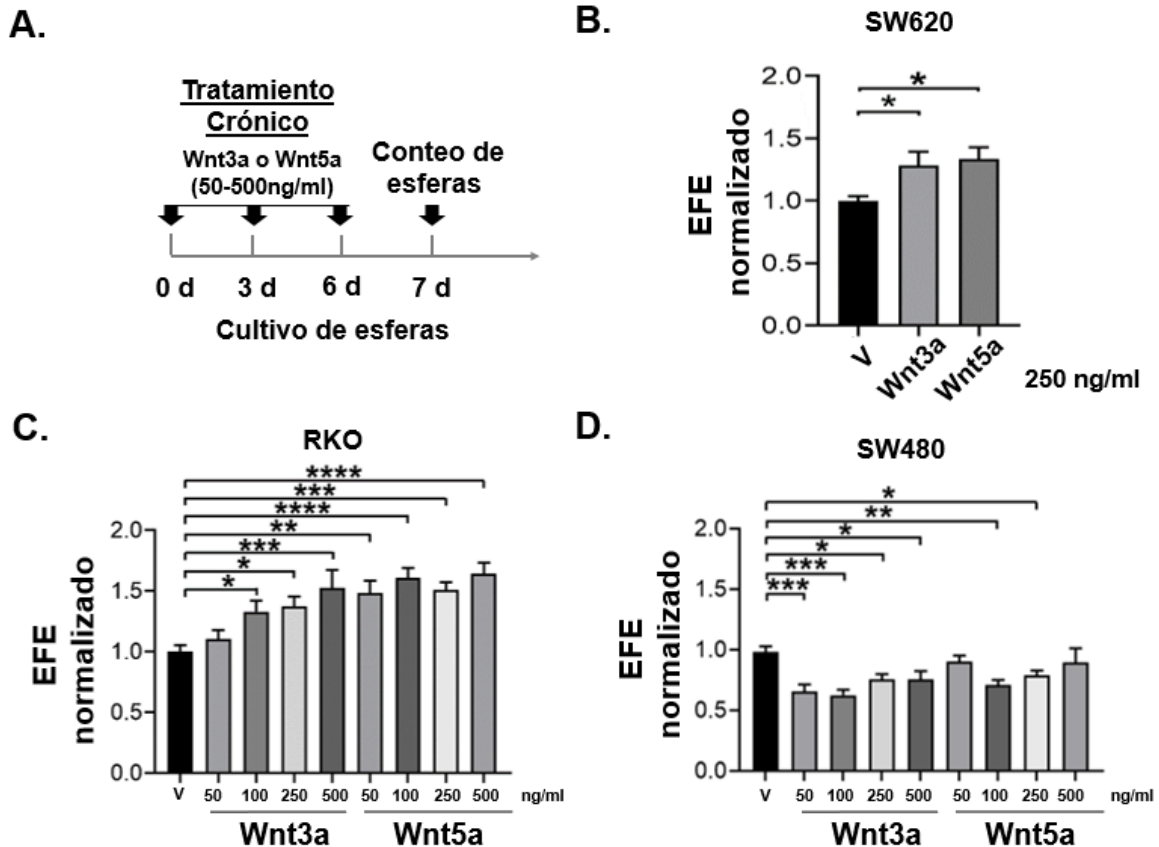 A.
Tratamiento
Crónico
Wnt3a o Wnt5a
(50-500ng/ml)
Conteo de
esferas
0 d 3 d 6 d 7 d
Cultivo de esferas
B.
SW620
EFE
normalizado
2.0
1.5
1.0
0.5
0.0
*
*
V Wnt3a Wnt5a
250 ng/ml
C.
RKO
EFE
normalizado
2.0
1.5
1.0
0.5
0.0
****
***
****
**
***
*
*
V 50 100 250 500 50 100 250 500 ng/ml
Wnt3a Wnt5a
D.
SW480
EFE
normalizado
2.0
1.5
1.0
0.5
0.0
*
**
*
*
***
***
V 50 100 250 500 50 100 250 500 ng/ml
Wnt3a Wnt5a